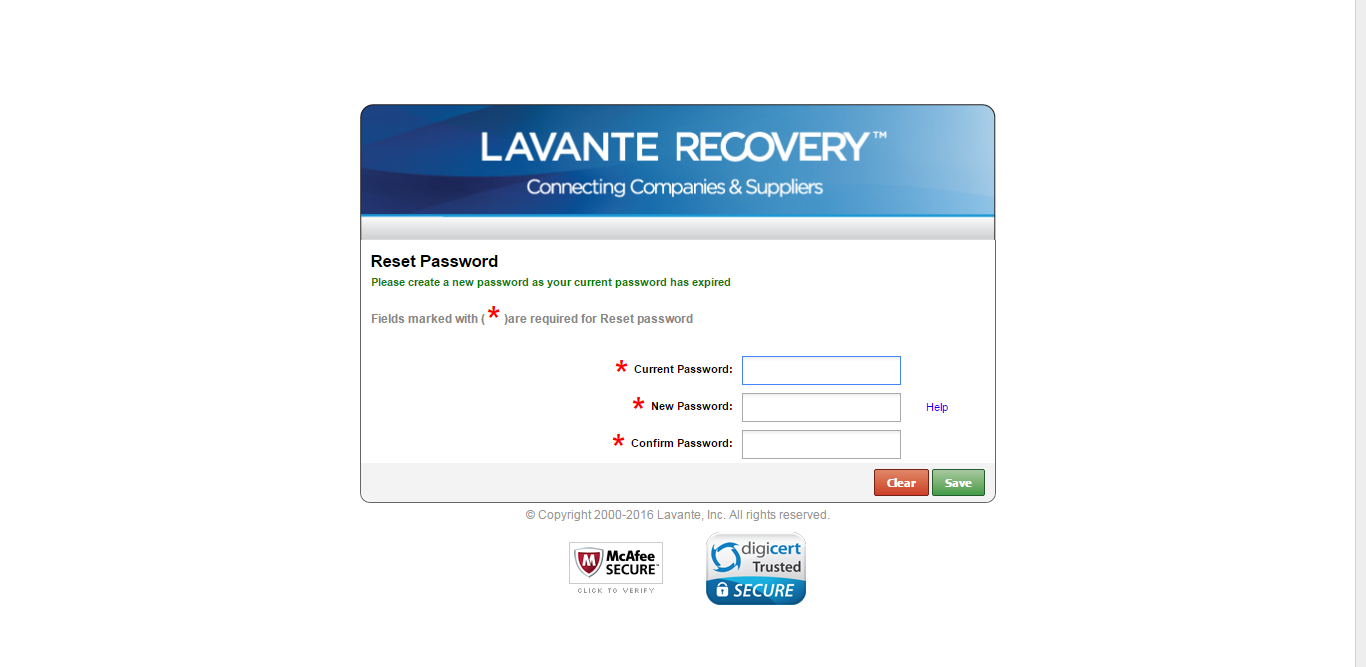 LAVANTE RECOVERY™
Connecting Companies & Suppliers
Reset Password
Please create a new password as your current password has expired
Fields marked with ( * )are required for Reset password
* Current Password:
* New Password: Help
* Confirm Password:
Clear Save
© Copyright 2000-2016 Lavante, Inc. All rights reserved.
M McAfee
SECURE™
CLICK TO VERIFY
digicert
Trusted
SECURE